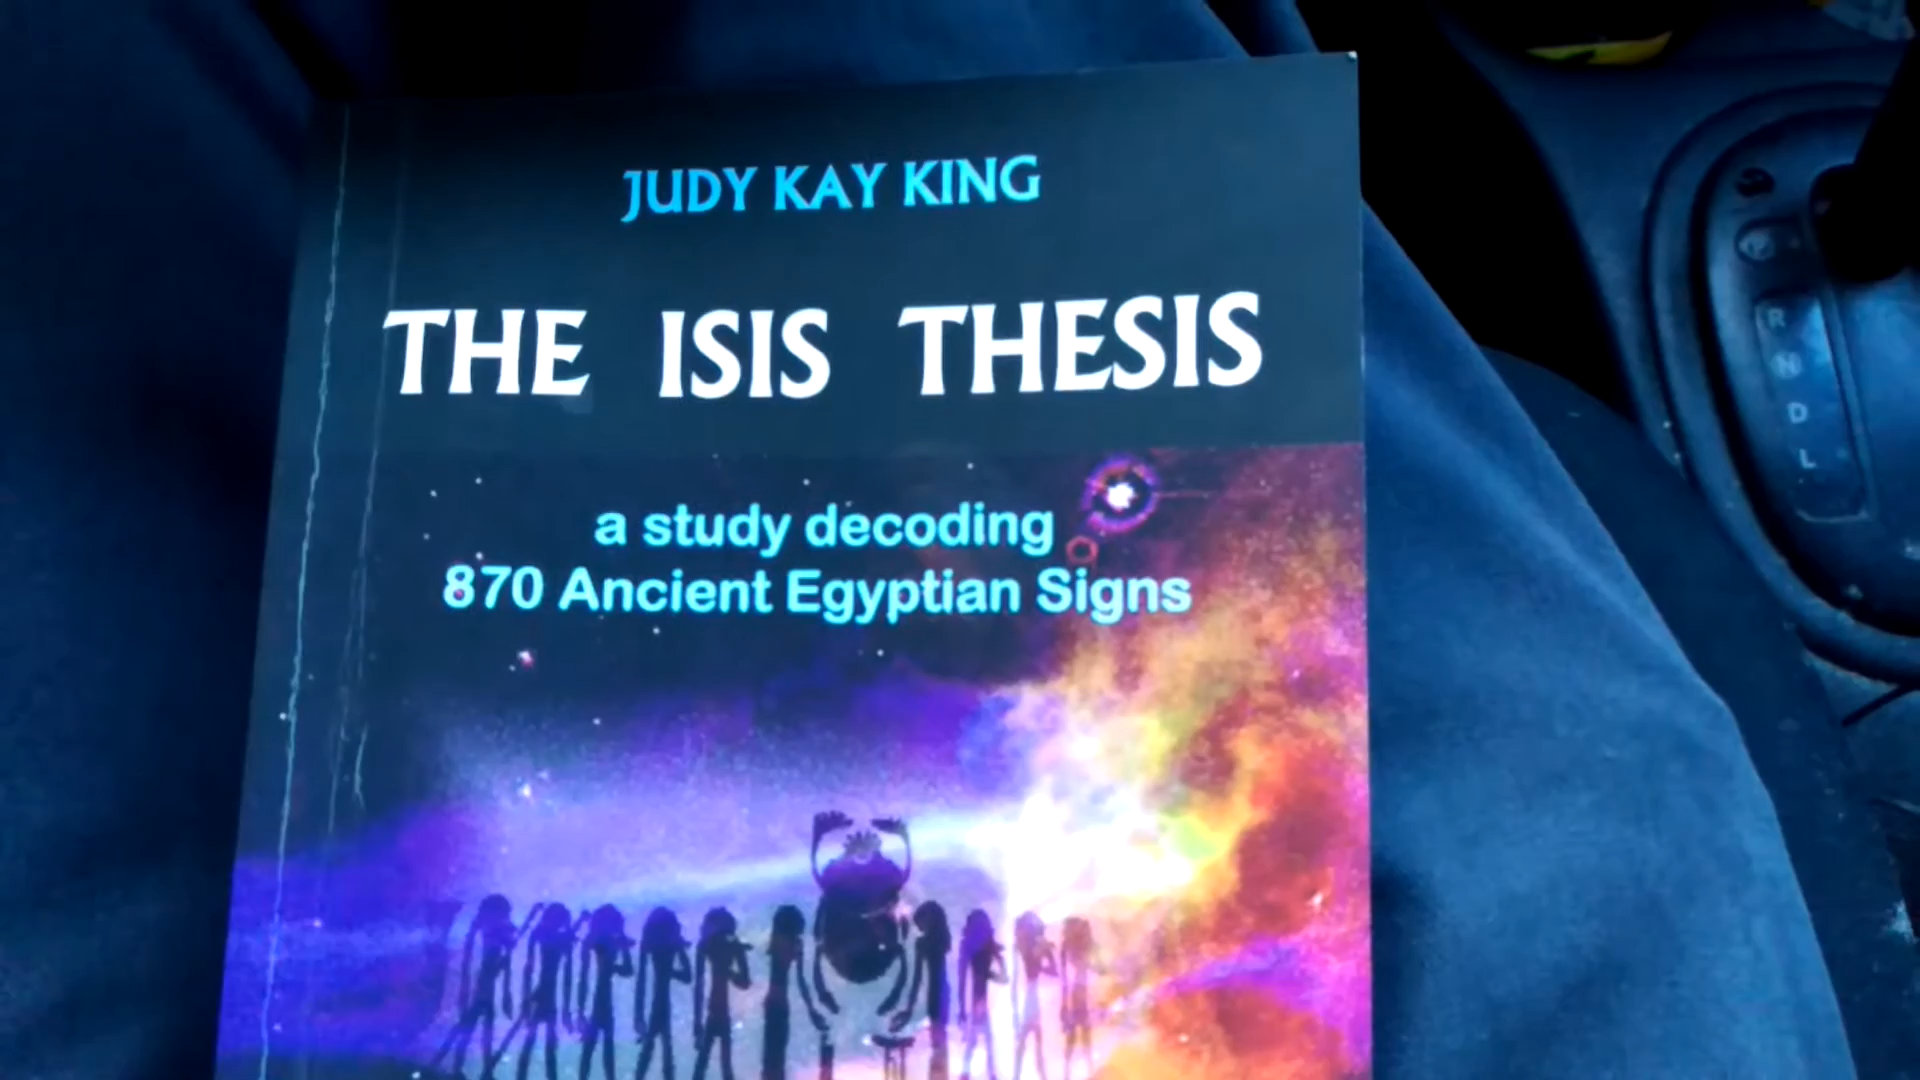 JUDY KAY KING
THE ISIS THESIS
a study decoding
870 Ancient Egyptian Signs
R
N
D
L